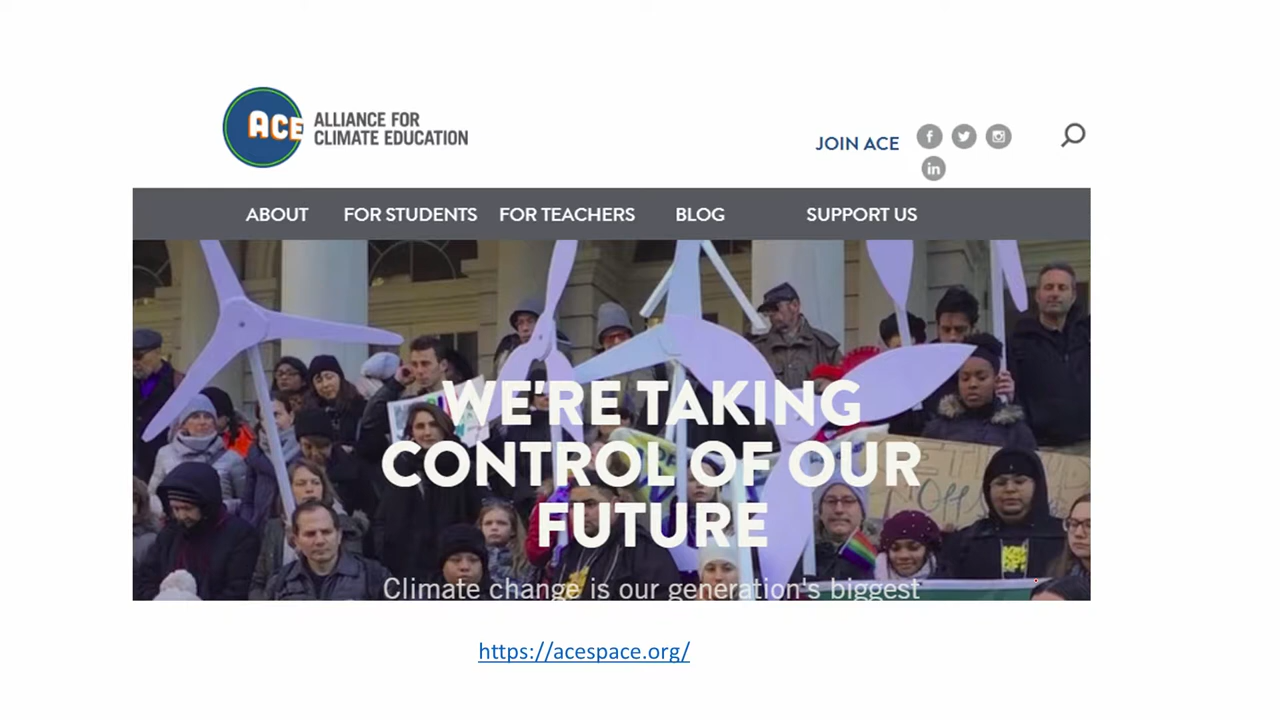 ACE
ALLIANCE FOR
CLIMATE EDUCATION
JOIN ACE
in
ABOUT FOR STUDENTS FOR TEACHERS BLOG SUPPORT US
WE'RE TAKING
CONTROL OF OUR
FUTURE
Climate change is our generation's biggest
https://acespace.org/